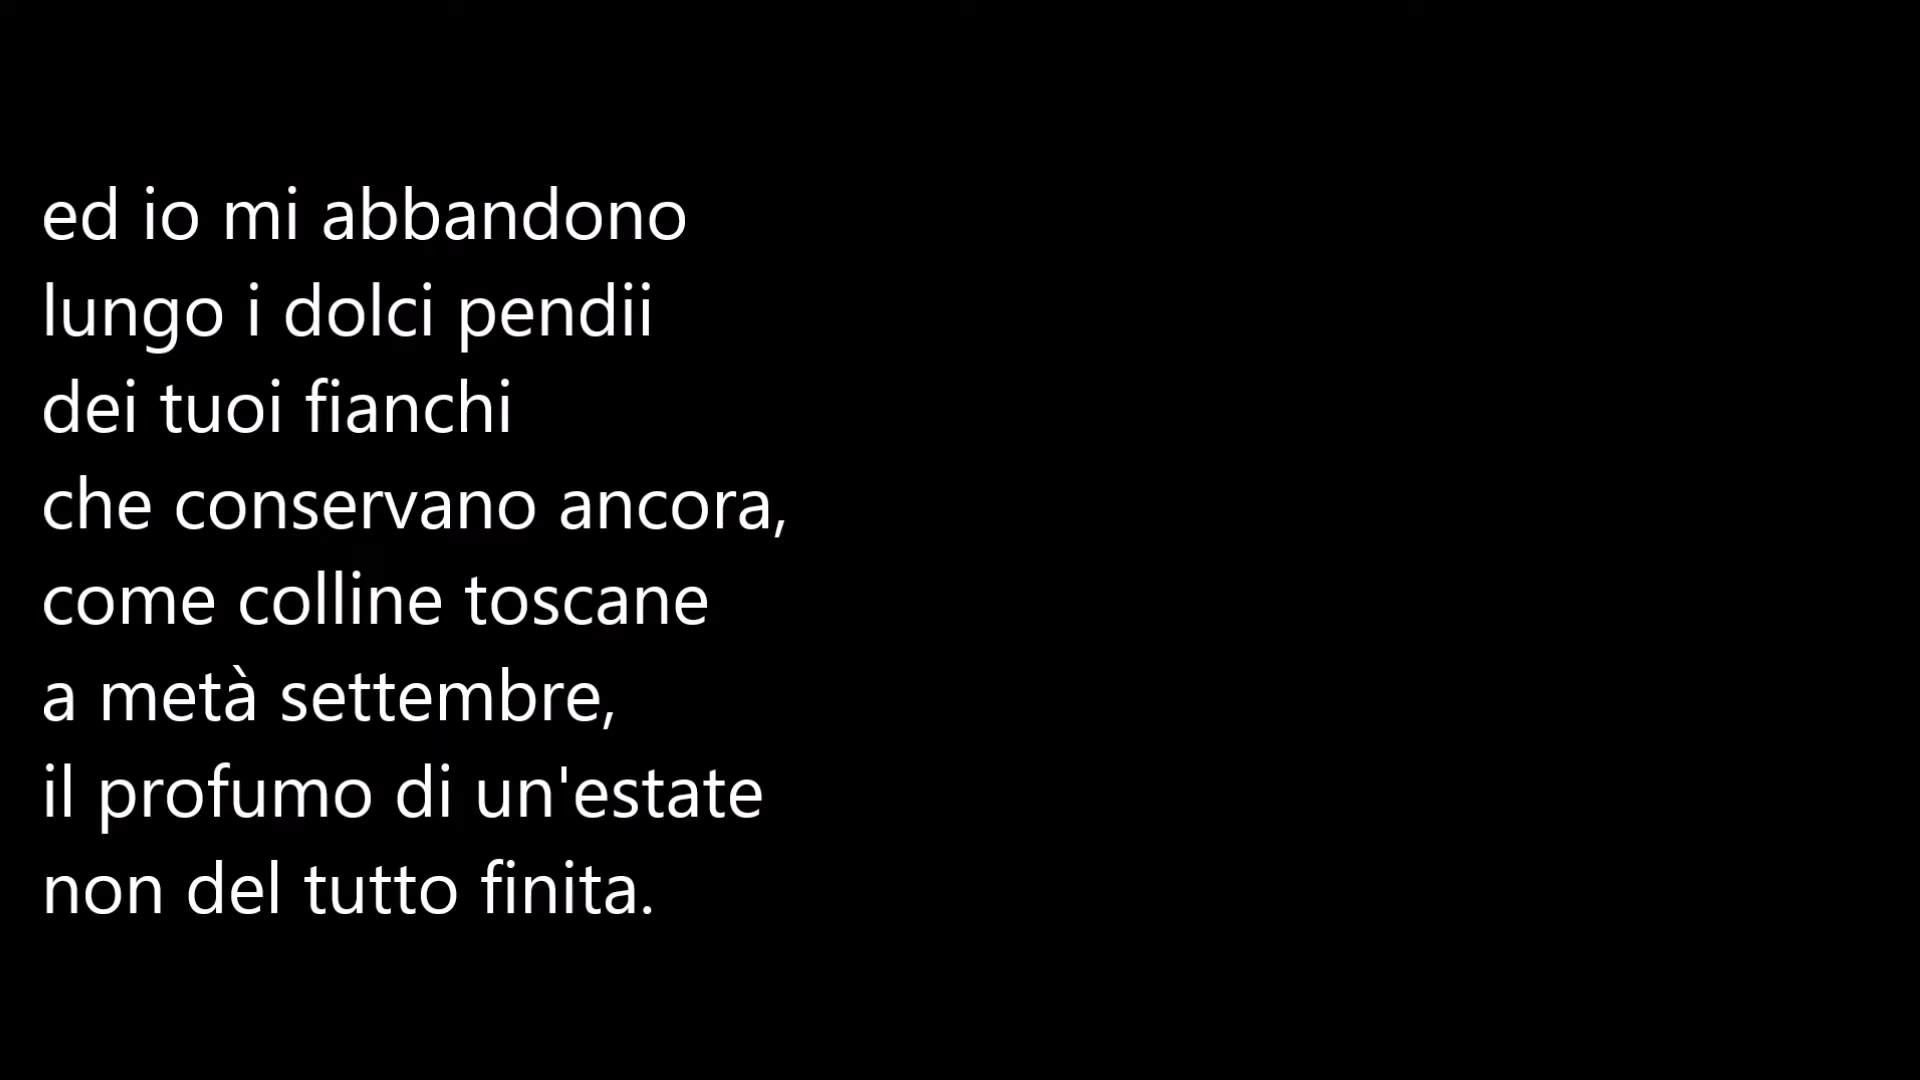 ed io mi abbandono
lungo i dolci pendii
dei tuoi fianchi
che conservano ancora,
come colline toscane
a metà settembre,
il profumo di un'estate
non del tutto finita.